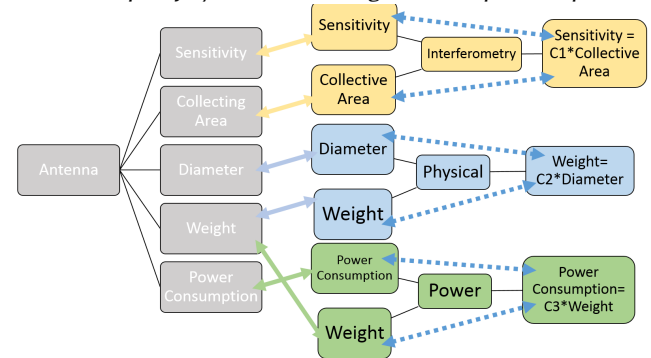 Antenna
Sensitivity
Collecting
Area
Diameter
Weight
Power
Consumption
Sensitivity
Collective
Area
Interferometry
Sensitivity =
C1*Collective
Area
Diameter
Weight
Physical
Weight=
C2*Diameter
Power
Consumption
Weight
Power
Power
Consumption=
C3*Weight